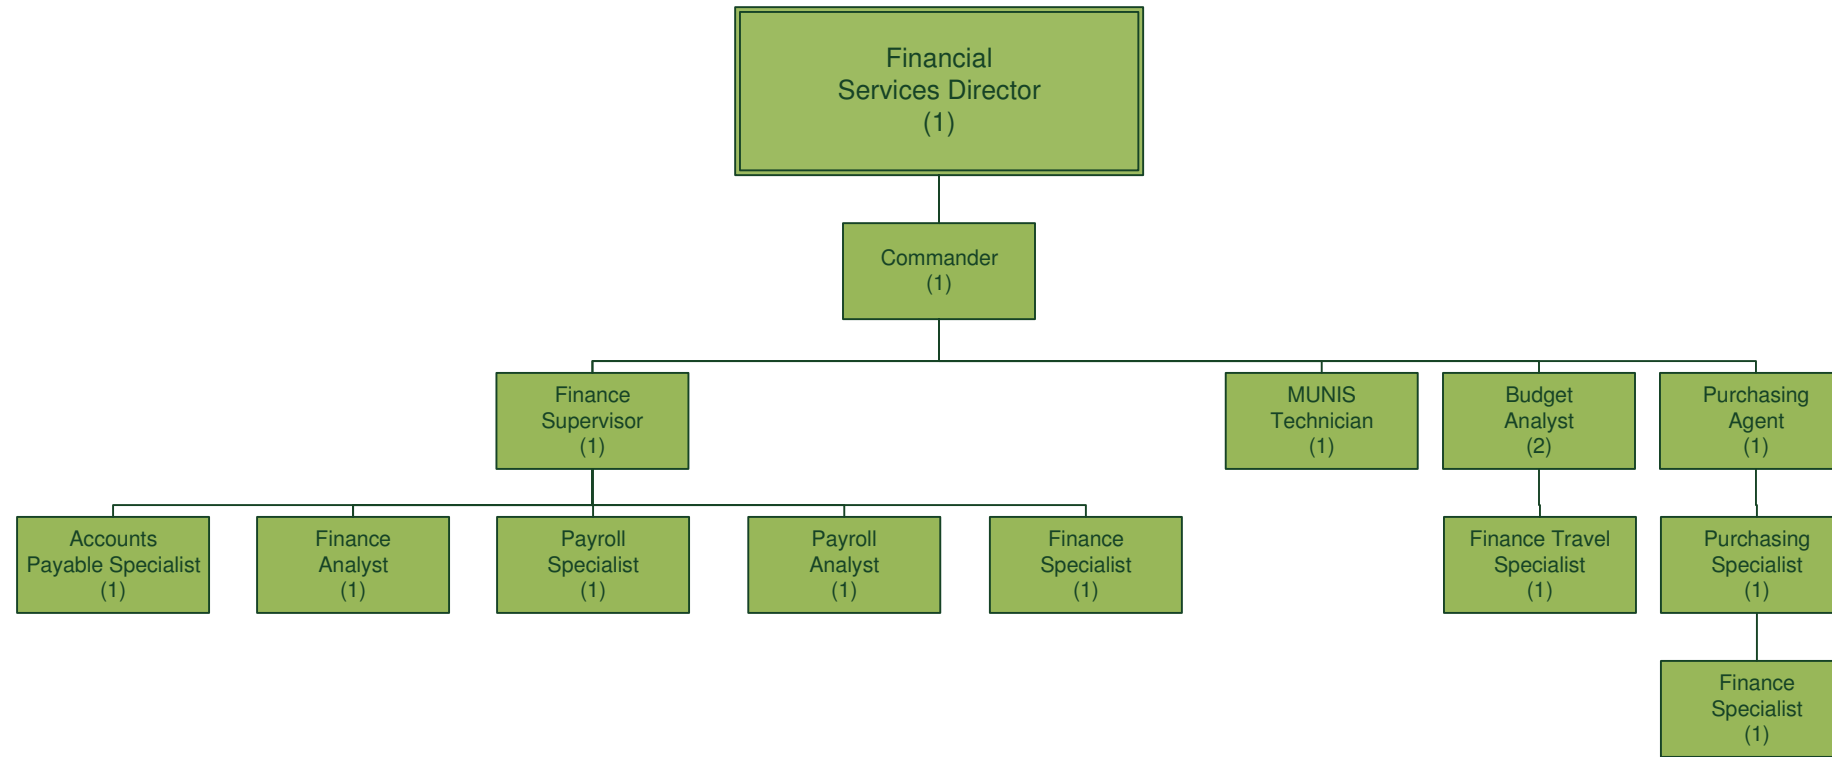 Financial
Services Director
(1)
Commander
(1)
Finance
Supervisor
(1)
MUNIS
Technician
(1)
Budget
Analyst
(2)
Purchasing
Agent
(1)
Accounts
Payable Specialist
(1)
Finance
Analyst
(1)
Payroll
Specialist
(1)
Payroll
Analyst
(1)
Finance
Specialist
(1)
Finance Travel
Specialist
(1)
Purchasing
Specialist
(1)
Finance
Specialist
(1)